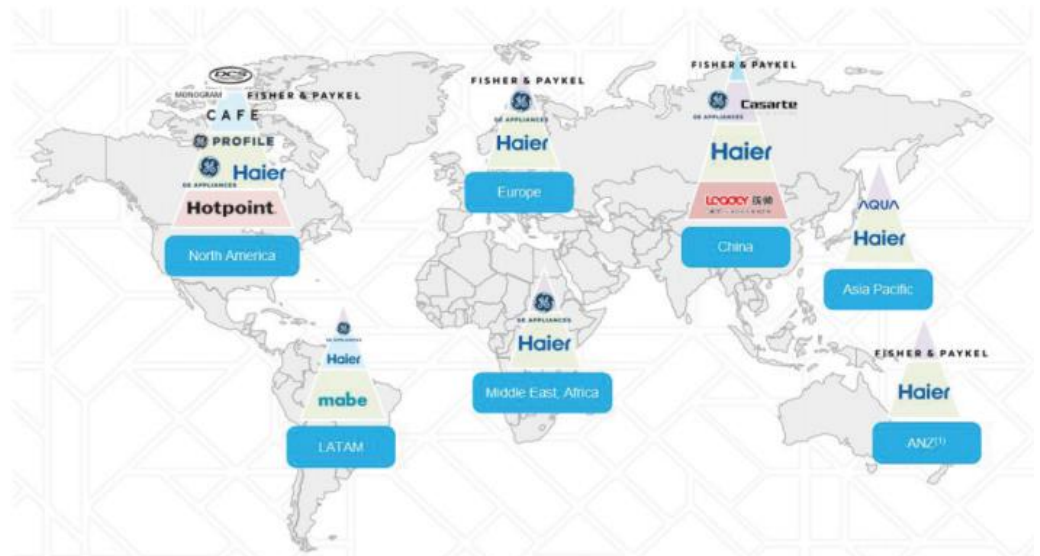 DCS
MONOGRAM
FISHER & PAYKEL
CAFE
GE PROFILE
GE APPLIANCES
Haier
Hotpoint
North America
FISHER & PAYKEL
GE APPLIANCES
Haier
Europe
FISHER & PAYKEL
GE APPLIANCES
Casarte
Haier
Leader
China
AQUA
Haier
Asia Pacific
GE APPLIANCES
Haier
mabe
LATAM
GE APPLIANCES
Haier
Middle East, Africa
FISHER & PAYKEL
Haier
ANZ(1)